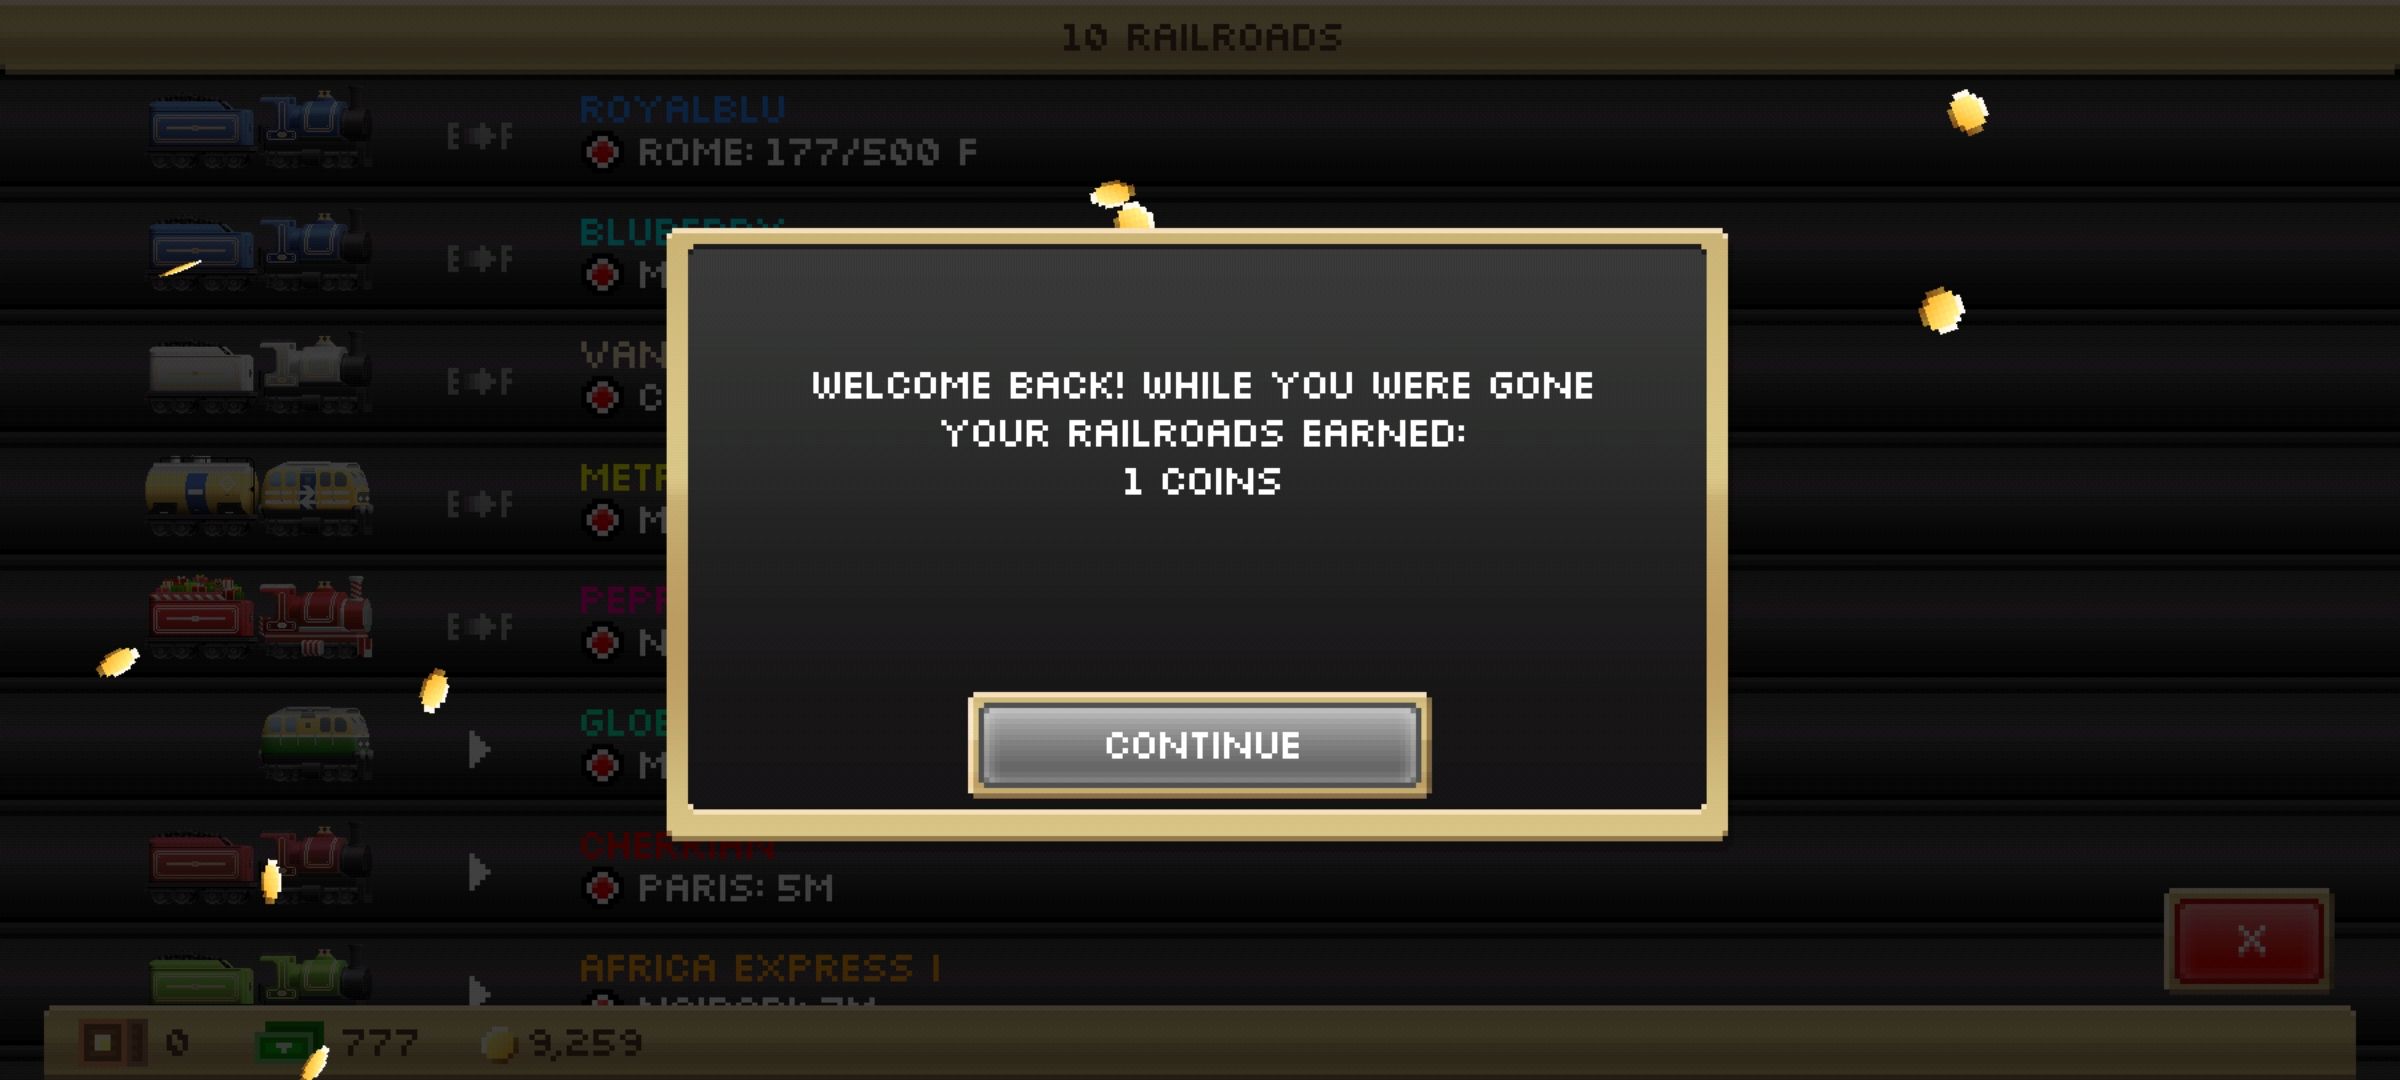 10 RAILROADS
ROYALBLU
E F
ROME: 177/500 F
E F
E F
E F
E F
WELCOME BACK! WHILE YOU WERE GONE
YOUR RAILROADS EARNED:
1 COINS
CONTINUE
PARIS: 5M
X
AFRICA EXPRESS I
0 777 9,259